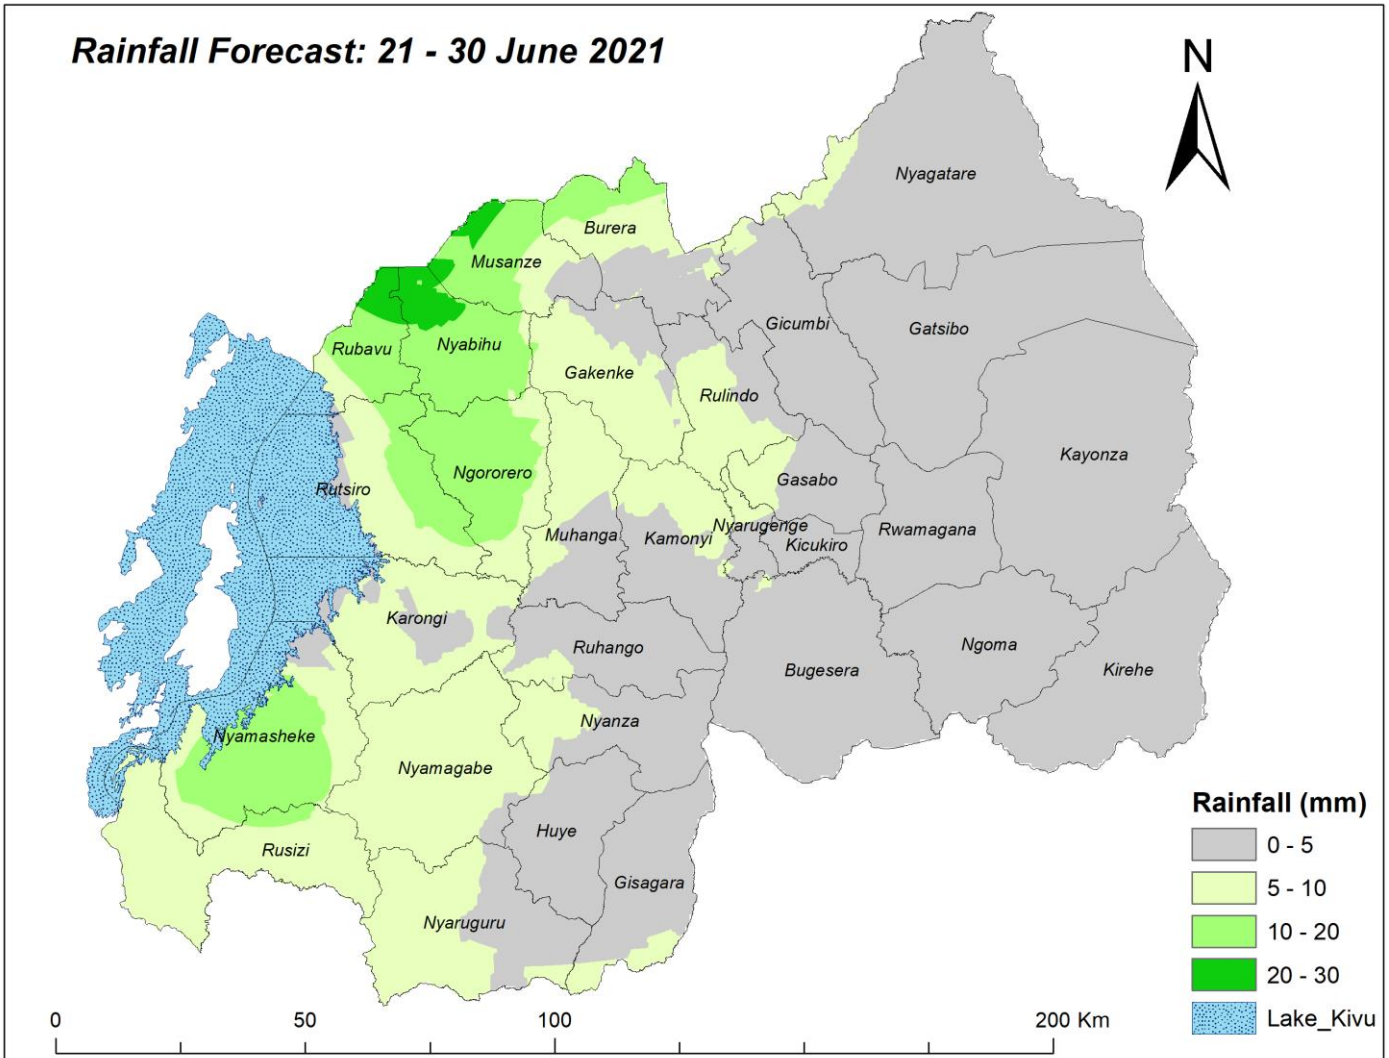 Rainfall Forecast: 21 - 30 June 2021
N
Nyagatare
Burera
Musanze
Gicumbi
Gatsibo
Rubavu
Nyabihu
Gakenke
Rulindo
Kayonza
Ngororero
Gasabo
Rutsiro
Nyarugenge
Rwamagana
Muhanga
Kamonyi
Kicukiro
Karongi
Ruhango
Ngoma
Bugesera
Kirehe
Nyanza
Nyamasheke
Nyamagabe
Huye
Rusizi
Gisagara
Nyaruguru
Rainfall (mm)
0 - 5
5 - 10
10 - 20
20 - 30
Lake_Kivu
0 50 100 200 Km